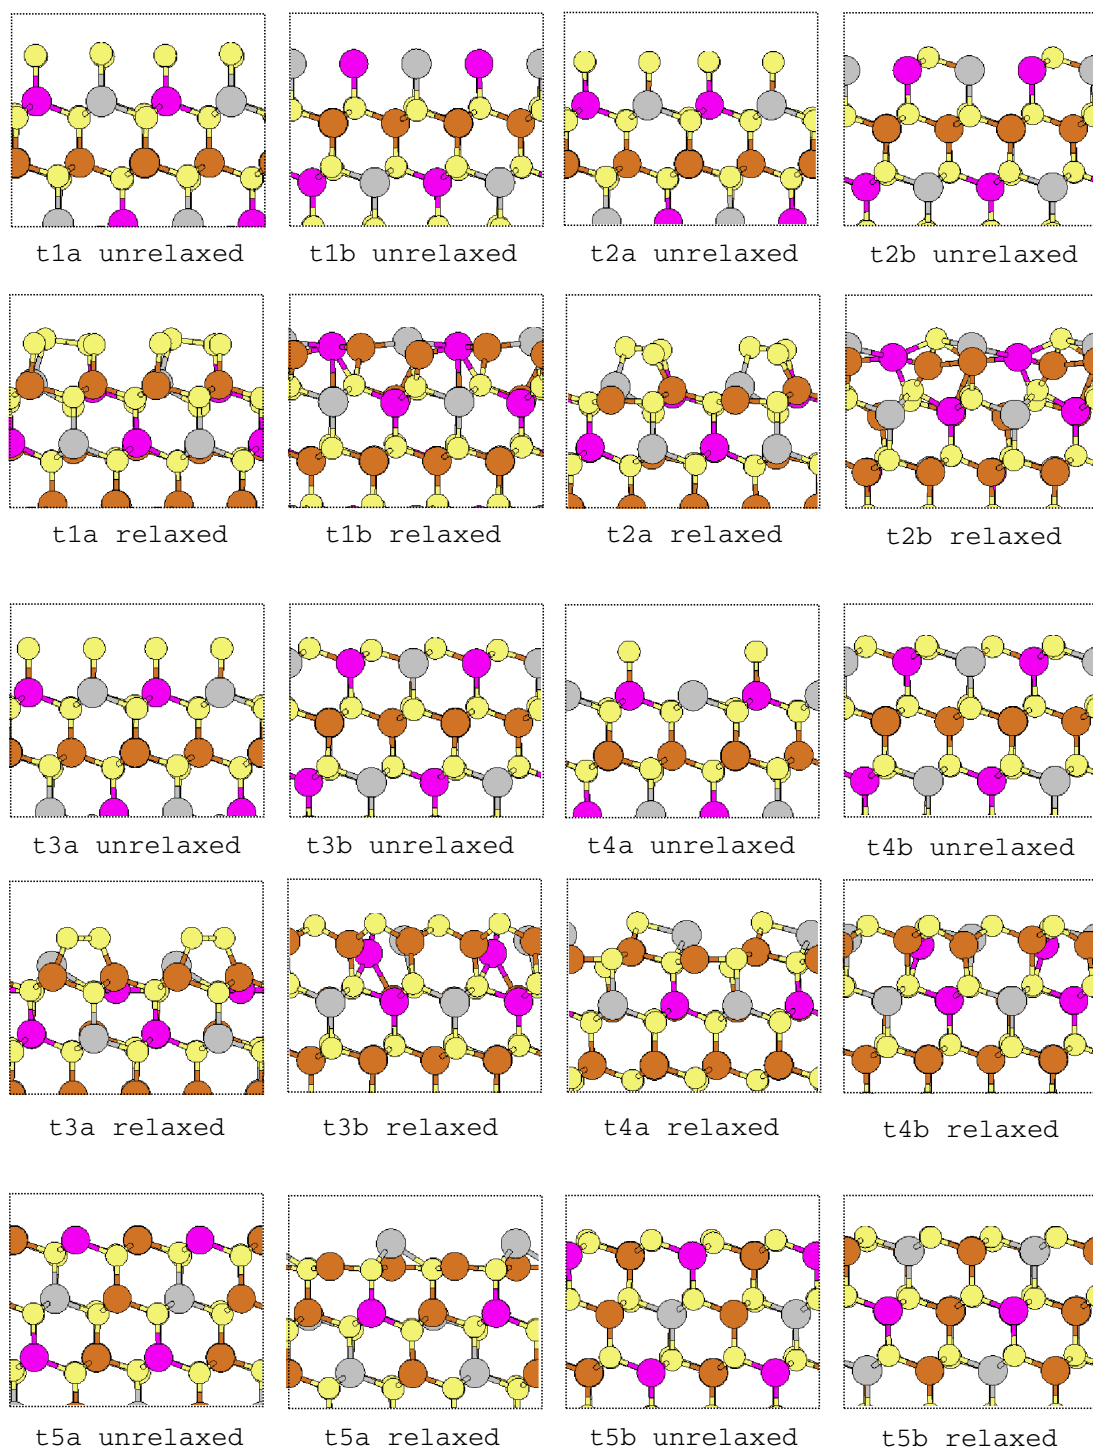 t1a unrelaxed t1b unrelaxed t2a unrelaxed t2b unrelaxed
t1a relaxed t1b relaxed t2a relaxed t2b relaxed
t3a unrelaxed t3b unrelaxed t4a unrelaxed t4b unrelaxed
t3a relaxed t3b relaxed t4a relaxed t4b relaxed
t5a unrelaxed t5a relaxed t5b unrelaxed t5b relaxed